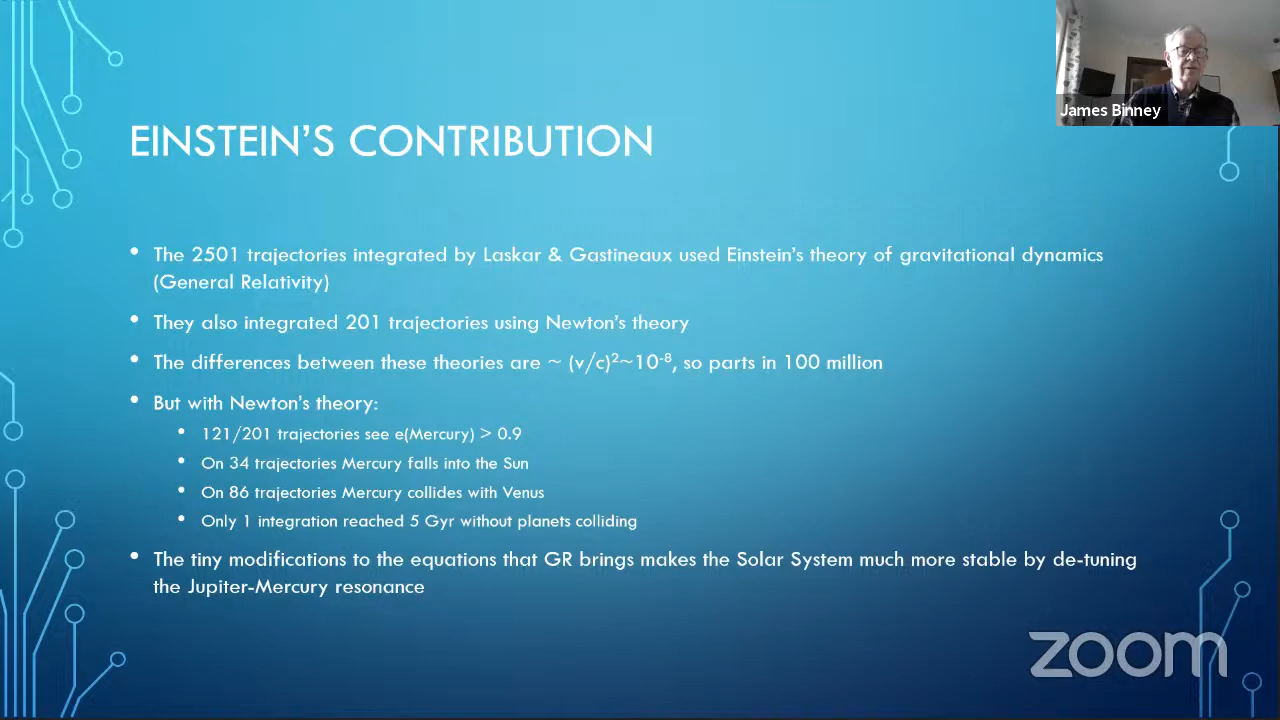 James Binney
EINSTEIN'S CONTRIBUTION
• The 2501 trajectories integrated by Laskar & Gastineaux used Einstein's theory of gravitational dynamics
(General Relativity)
• They also integrated 201 trajectories using Newton's theory
• The differences between these theories are ~ (v/c)²~10⁻⁸, so parts in 100 million
• But with Newton's theory:
• 121/201 trajectories see e(Mercury) > 0.9
• On 34 trajectories Mercury falls into the Sun
• On 86 trajectories Mercury collides with Venus
• Only 1 integration reached 5 Gyr without planets colliding
• The tiny modifications to the equations that GR brings makes the Solar System much more stable by de-tuning
the Jupiter-Mercury resonance
zoom